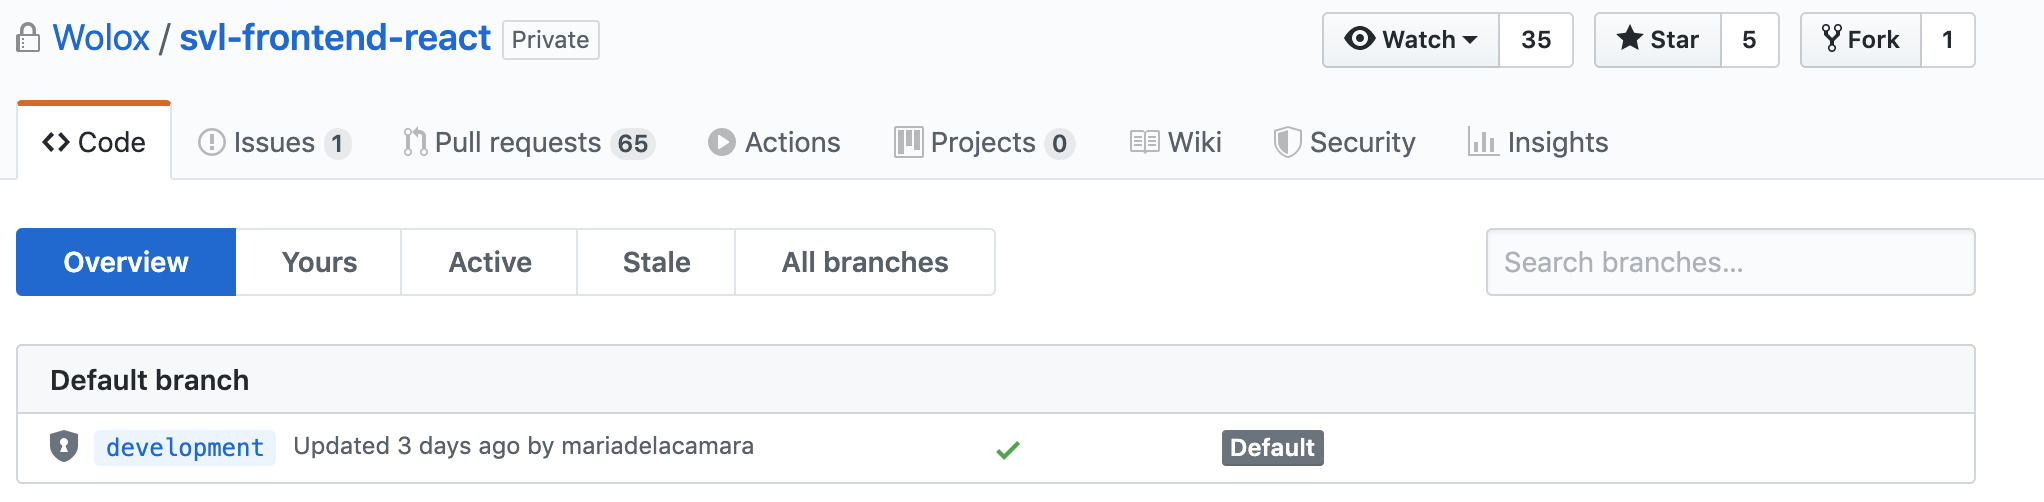 Wolox / svl-frontend-react Private Watch 35 Star 5 Fork 1
Code Issues 1 Pull requests 65 Actions Projects 0 Wiki Security Insights
Overview Yours Active Stale All branches Search branches...
Default branch
development Updated 3 days ago by mariadelacamara Default